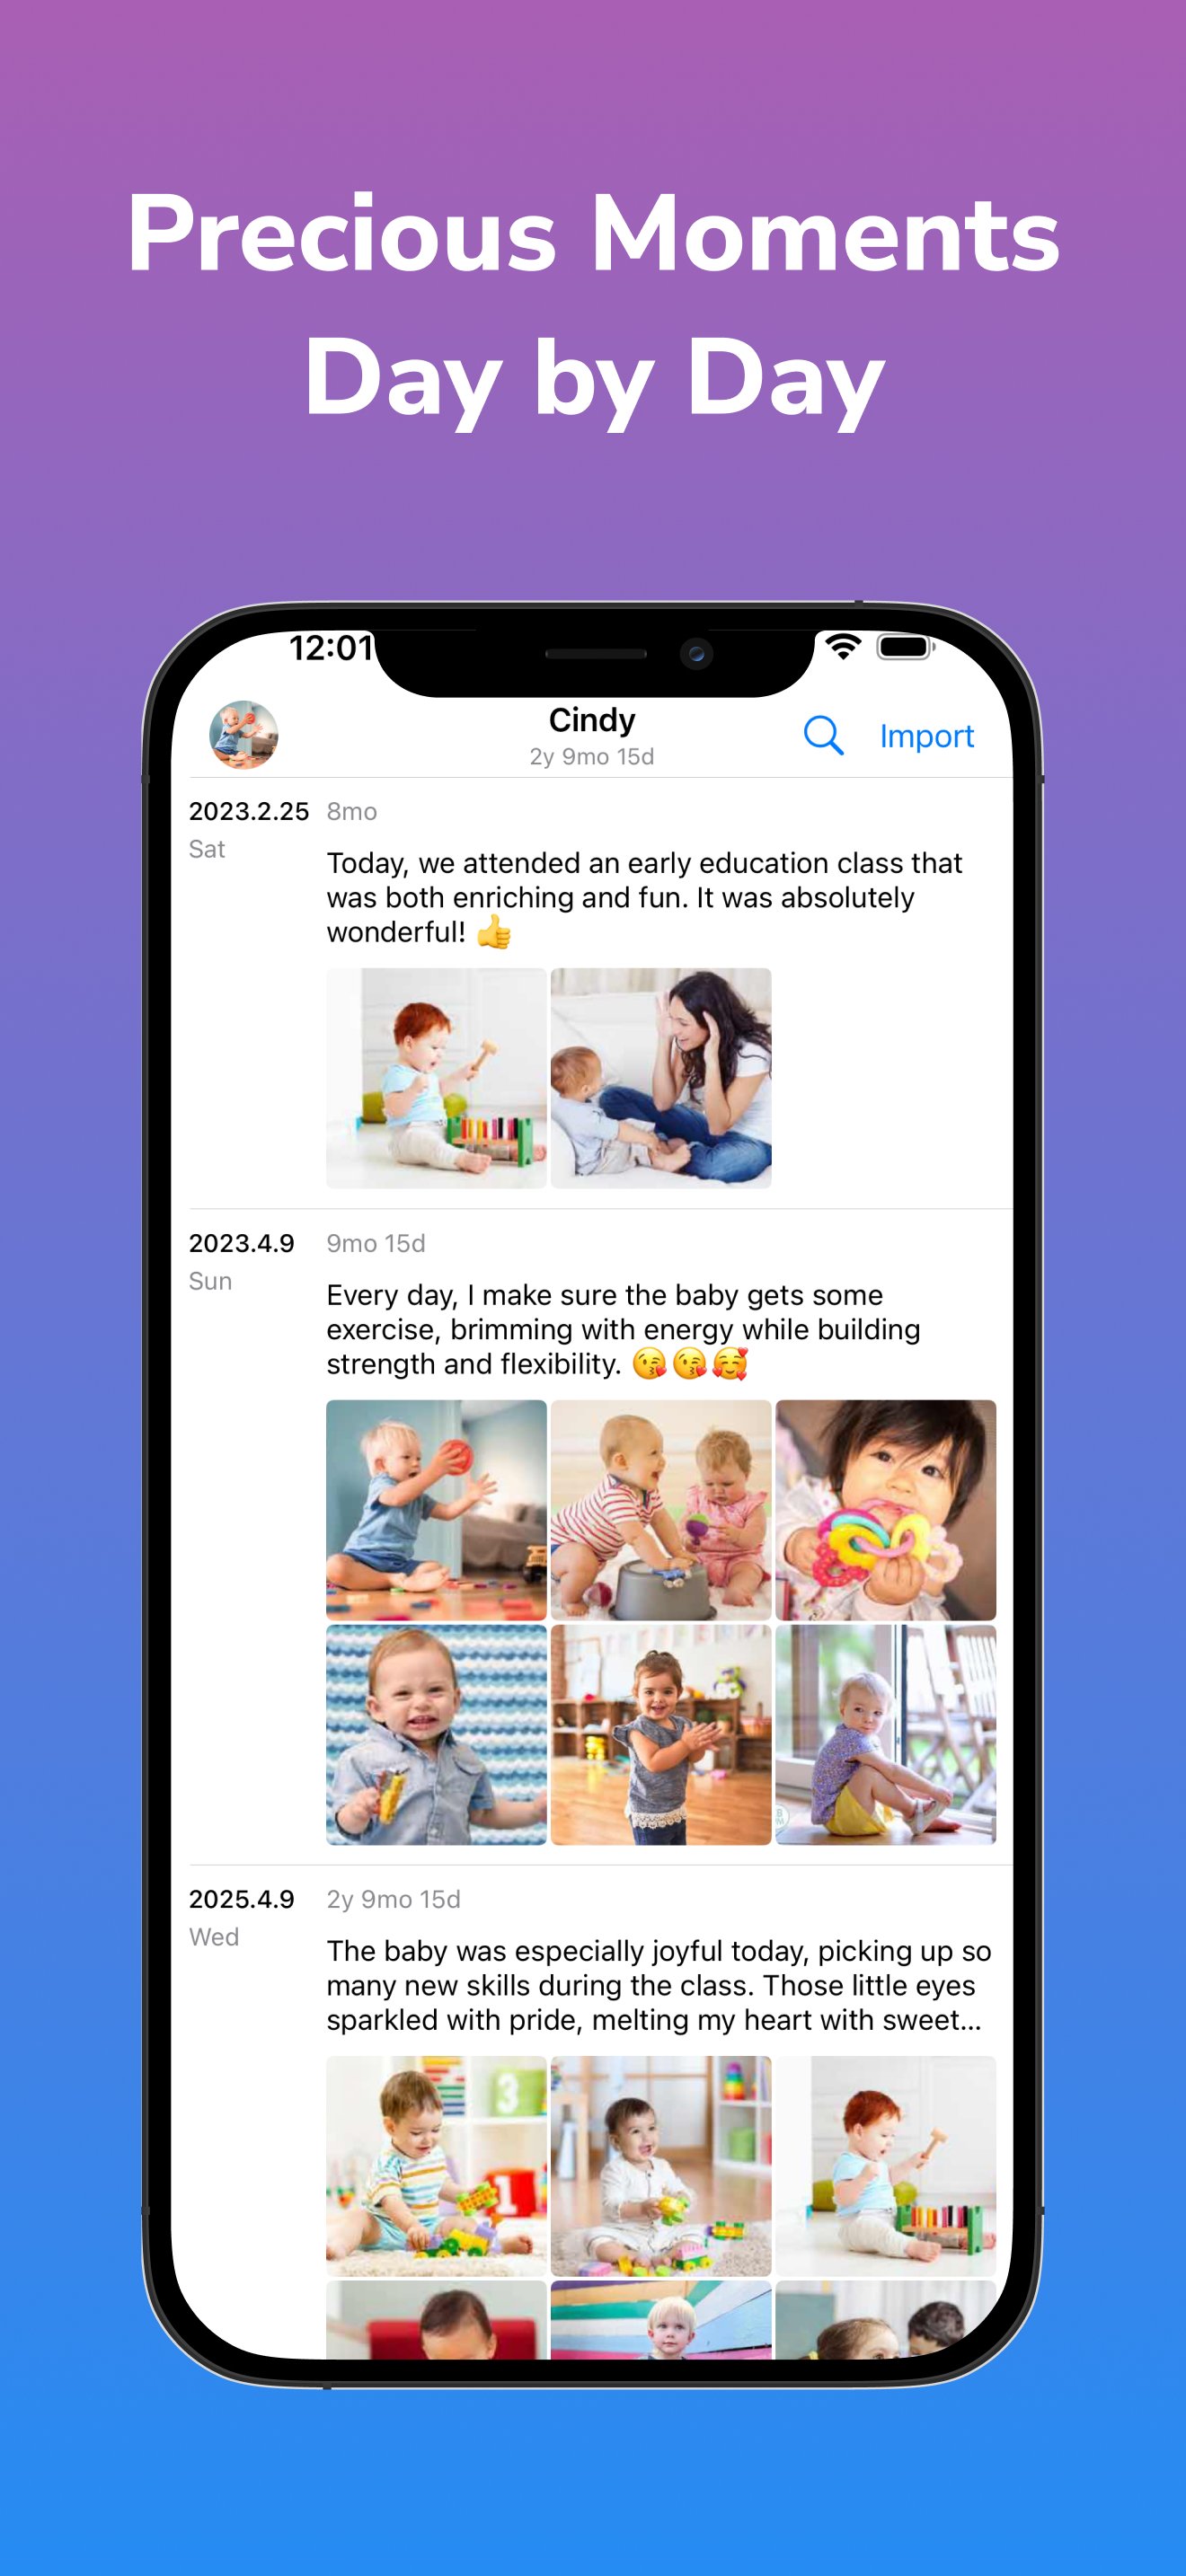 Precious Moments
Day by Day
12:01
Cindy
2y 9mo 15d
Import
2023.2.25 8mo
Sat
Today, we attended an early education class that
was both enriching and fun. It was absolutely
wonderful! 👍
2023.4.9 9mo 15d
Sun
Every day, I make sure the baby gets some
exercise, brimming with energy while building
strength and flexibility. 😘😘🥰
2025.4.9 2y 9mo 15d
Wed
The baby was especially joyful today, picking up so
many new skills during the class. Those little eyes
sparkled with pride, melting my heart with sweet...
3
1